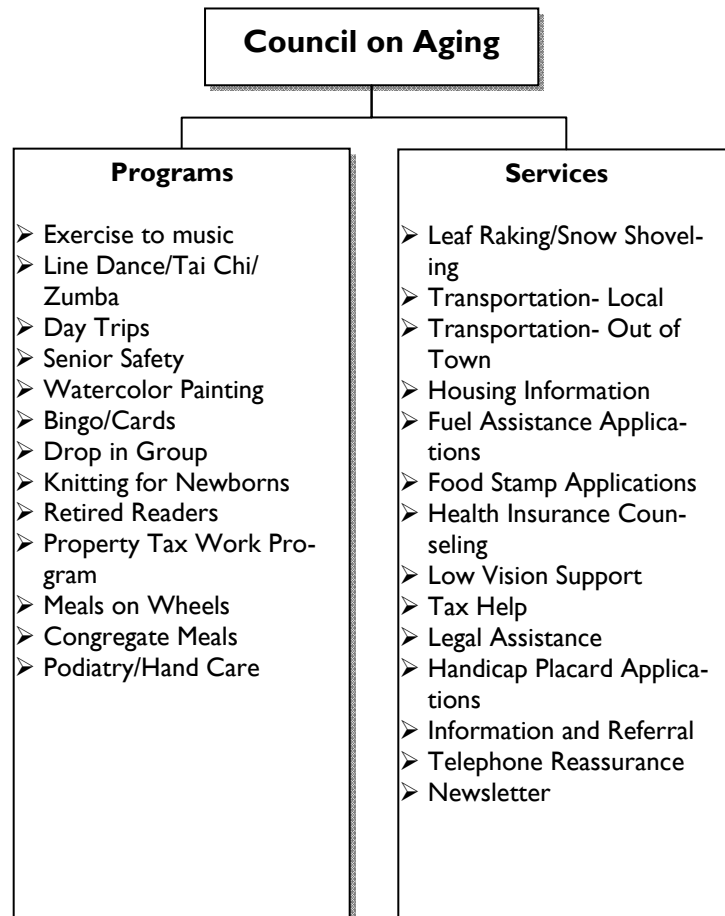 Council on Aging
Programs
➢ Exercise to music
➢ Line Dance/Tai Chi/
Zumba
➢ Day Trips
➢ Senior Safety
➢ Watercolor Painting
➢ Bingo/Cards
➢ Drop in Group
➢ Knitting for Newborns
➢ Retired Readers
➢ Property Tax Work Pro-
gram
➢ Meals on Wheels
➢ Congregate Meals
➢ Podiatry/Hand Care
Services
➢ Leaf Raking/Snow Shovel-
ing
➢ Transportation- Local
➢ Transportation- Out of
Town
➢ Housing Information
➢ Fuel Assistance Applica-
tions
➢ Food Stamp Applications
➢ Health Insurance Coun-
seling
➢ Low Vision Support
➢ Tax Help
➢ Legal Assistance
➢ Handicap Placard Applica-
tions
➢ Information and Referral
➢ Telephone Reassurance
➢ Newsletter